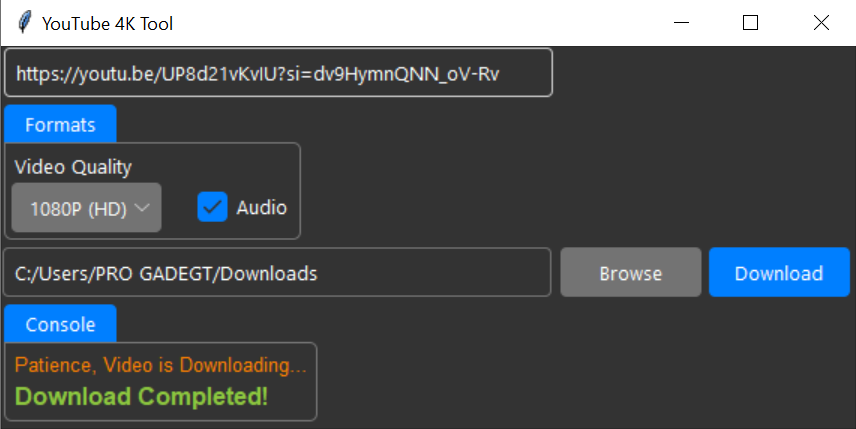 YouTube 4K Tool
https://youtu.be/UP8d21vKvIU?si=dv9HymnQNN_oV-Rv
Formats
Video Quality
1080P (HD)
Audio
C:/Users/PRO GADEGT/Downloads
Browse
Download
Console
Patience, Video is Downloading...
Download Completed!